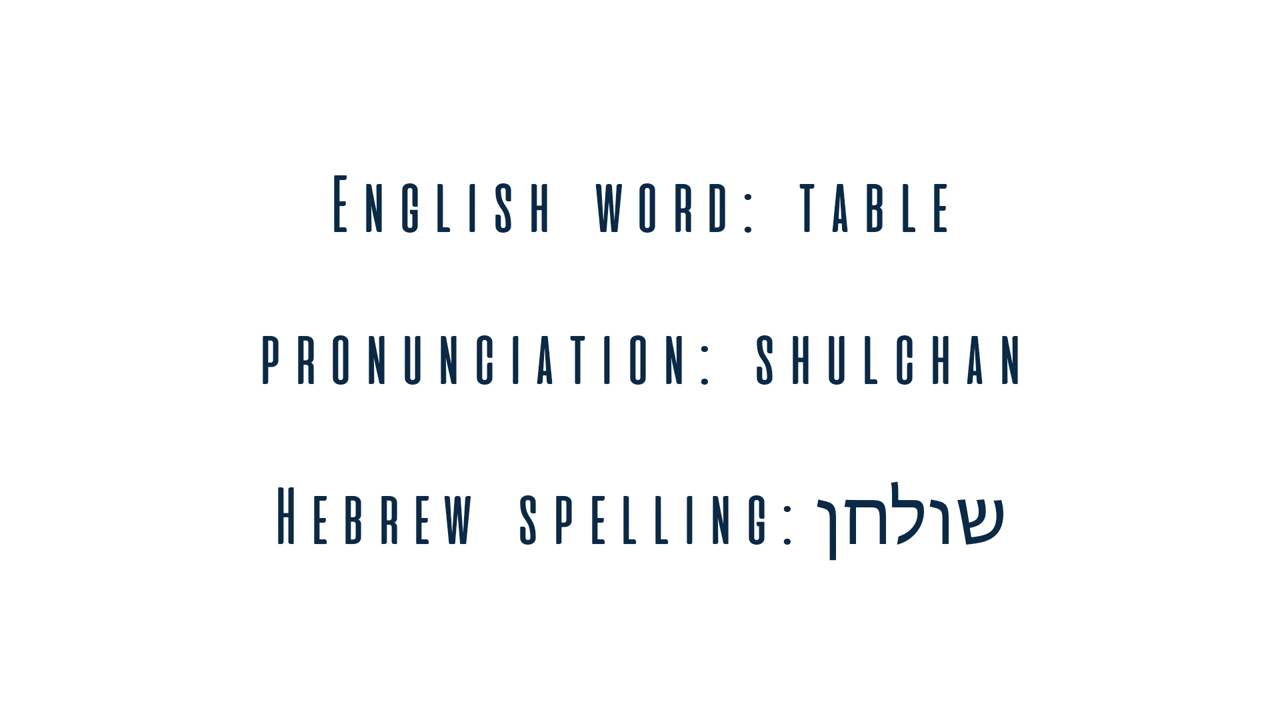 English word: table
pronunciation: shulchan
Hebrew spelling: שולחן